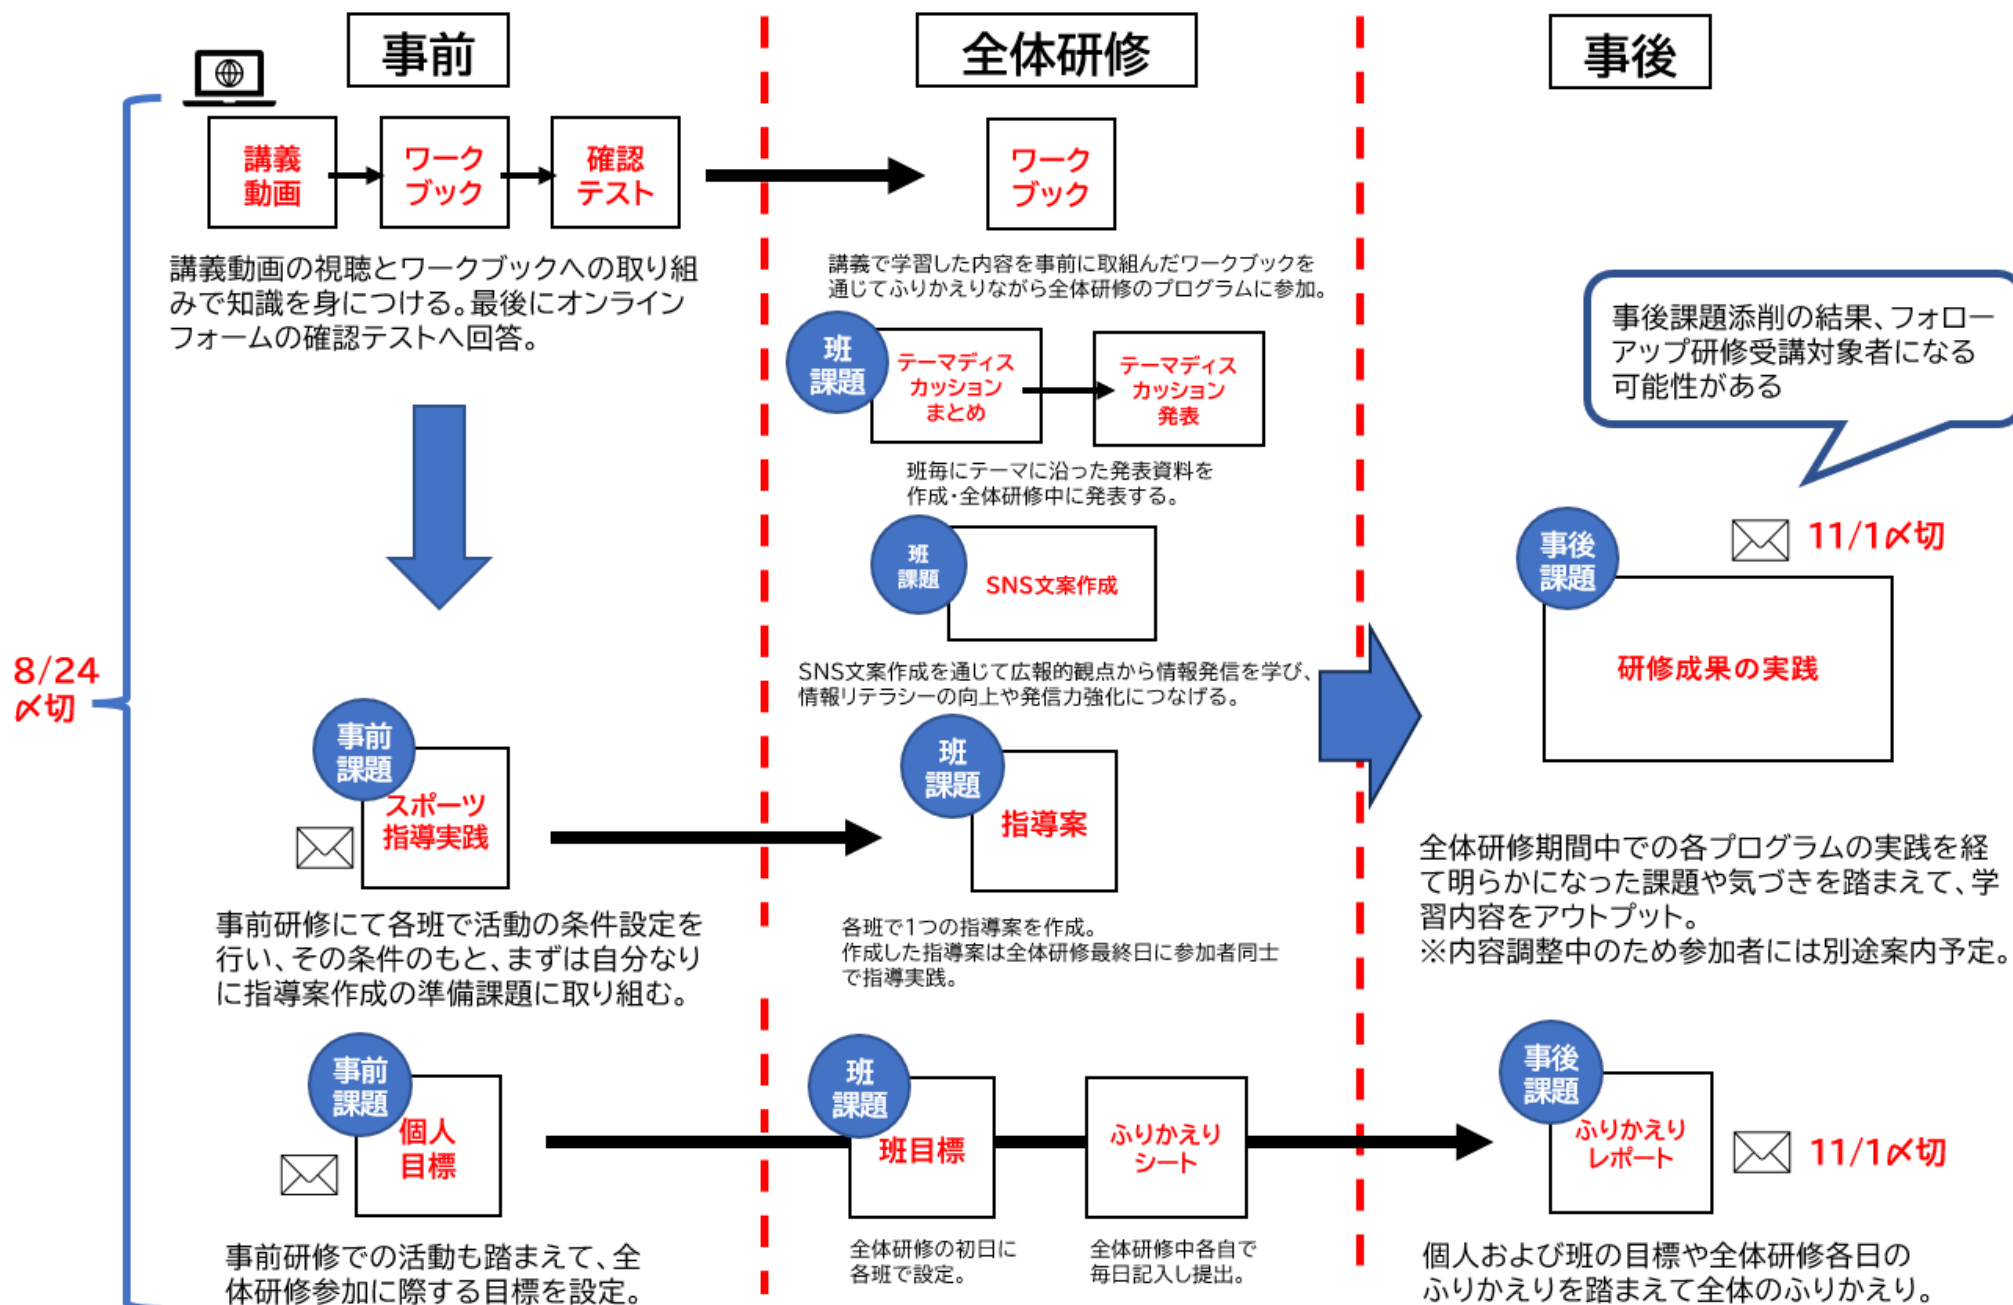 事前
全体研修
事後
講義
動画
ワーク
ブック
確認
テスト
講義動画の視聴とワークブックへの取り組
みで知識を身につける。最後にオンライン
フォームの確認テストへ回答。
8/24
〆切
事前
課題
スポーツ
指導実践
事前研修にて各班で活動の条件設定を
行い、その条件のもと、まずは自分なり
に指導案作成の準備課題に取り組む。
事前
課題
個人
目標
事前研修での活動も踏まえて、全
体研修参加に際する目標を設定。
ワーク
ブック
講義で学習した内容を事前に取組んだワークブックを
通じてふりかえりながら全体研修のプログラムに参加。
班
課題
テーマディス
カッション
まとめ
テーマディス
カッション
発表
班毎にテーマに沿った発表資料を
作成・全体研修中に発表する。
班
課題
SNS文案作成
SNS文案作成を通じて広報的観点から情報発信を学び、
情報リテラシーの向上や発信力強化につなげる。
班
課題
指導案
各班で1つの指導案を作成。
作成した指導案は全体研修最終日に参加者同士
で指導実践。
班
課題
班目標
全体研修の初日に
各班で設定。
ふりかえり
シート
全体研修中各自で
毎日記入し提出。
事後課題添削の結果、フォロー
アップ研修受講対象者になる
可能性がある
11/1〆切
事後
課題
研修成果の実践
全体研修期間中での各プログラムの実践を経
て明らかになった課題や気づきを踏まえて、学
習内容をアウトプット。
※内容調整中のため参加者には別途案内予定。
事後
課題
ふりかえり
レポート
11/1〆切
個人および班の目標や全体研修各日の
ふりかえりを踏まえて全体のふりかえり。